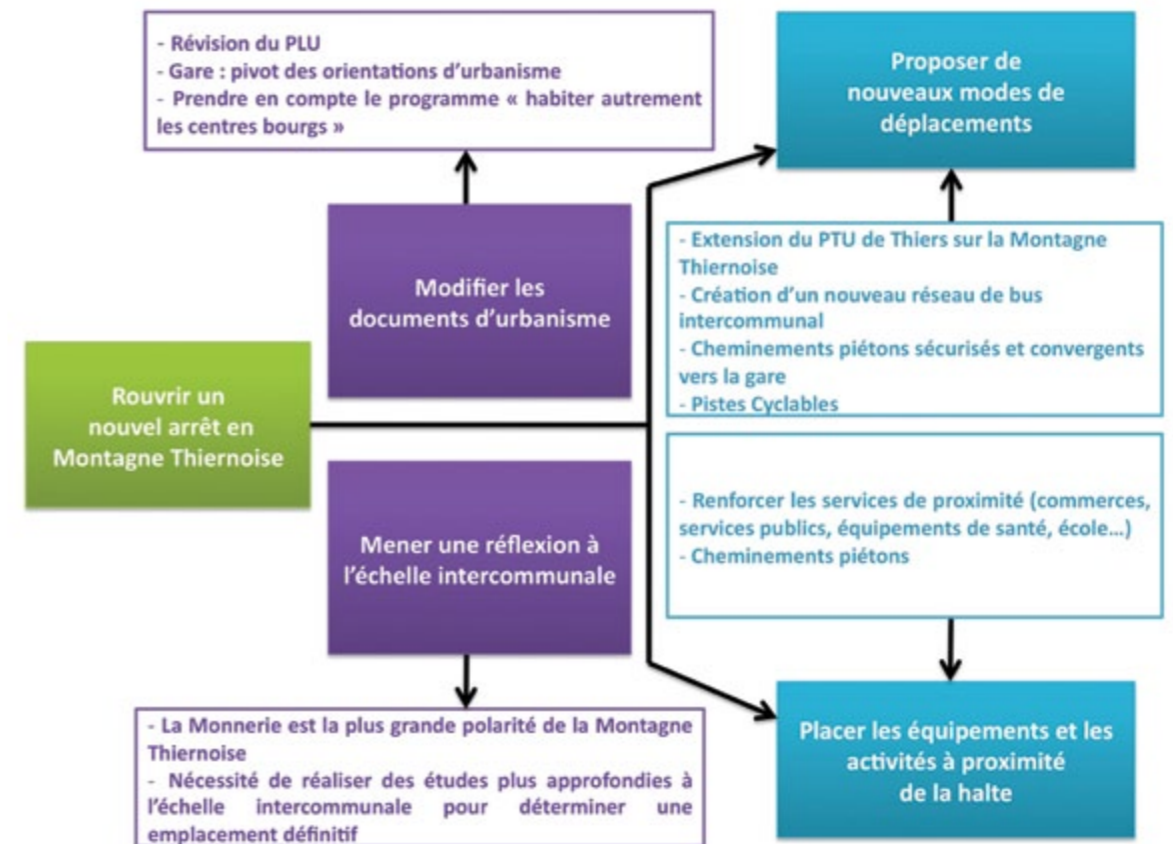 - Révision du PLU
- Gare : pivot des orientations d'urbanisme
- Prendre en compte le programme « habiter autrement
les centres bourgs »
Proposer de
nouveaux modes de
déplacements
Modifier les
documents d'urbanisme
- Extension du PTU de Thiers sur la Montagne
Thiernoise
- Création d'un nouveau réseau de bus
intercommunal
- Cheminements piétons sécurisés et convergents
vers la gare
- Pistes Cyclables
Rouvrir un
nouvel arrêt en
Montagne Thiernoise
Mener une réflexion à
l'échelle intercommunale
- Renforcer les services de proximité (commerces,
services publics, équipements de santé, école…)
- Cheminements piétons
- La Monnerie est la plus grande polarité de la Montagne
Thiernoise
- Nécessité de réaliser des études plus approfondies à
l'échelle intercommunale pour déterminer une
emplacement définitif
Placer les équipements et les
activités à proximité
de la halte